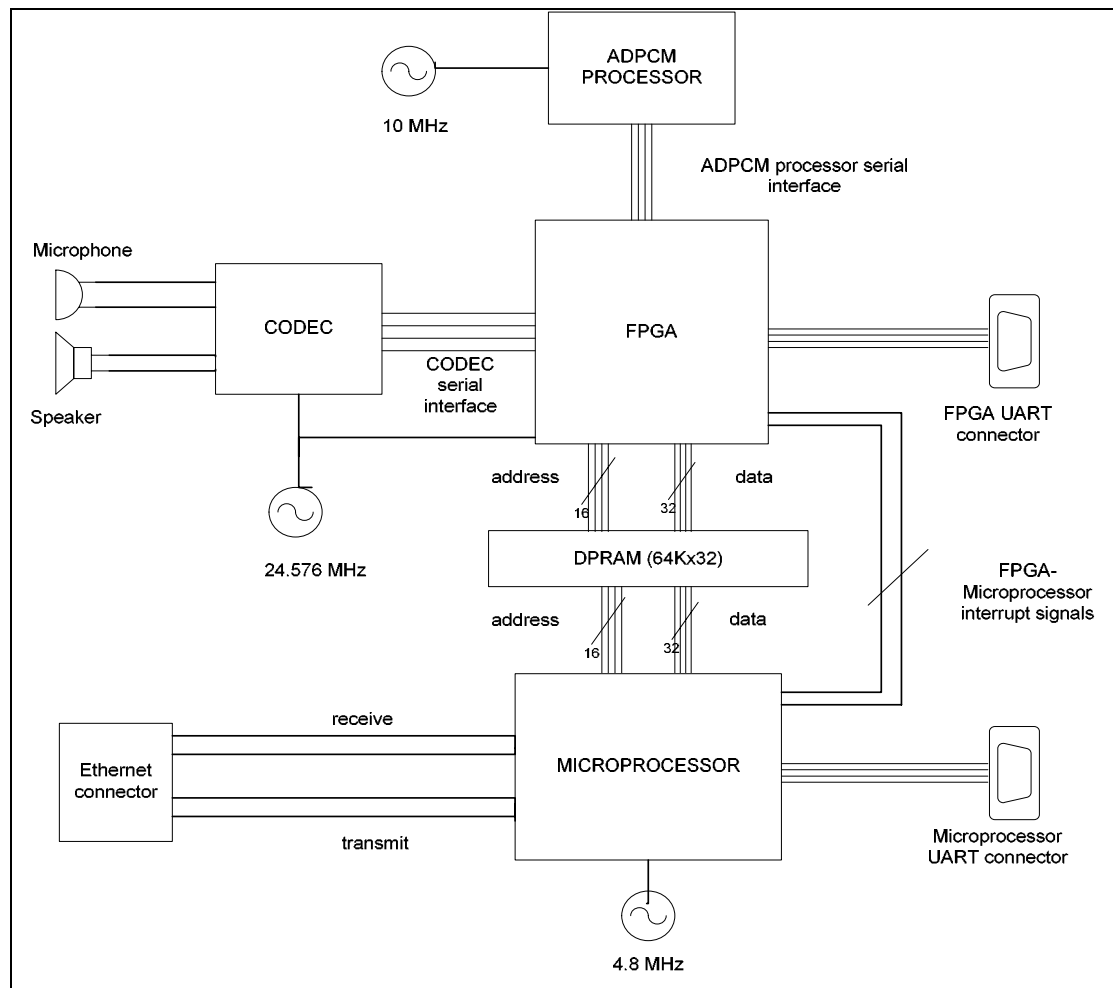 ADPCM
PROCESSOR
10 MHz
ADPCM processor serial
interface
Microphone
CODEC
FPGA
Speaker
CODEC
serial
interface
FPGA UART
connector
address
data
16
32
24.576 MHz
DPRAM (64Kx32)
FPGA-
Microprocessor
interrupt signals
address
data
16
32
receive
Ethernet
connector
MICROPROCESSOR
transmit
Microprocessor
UART connector
4.8 MHz